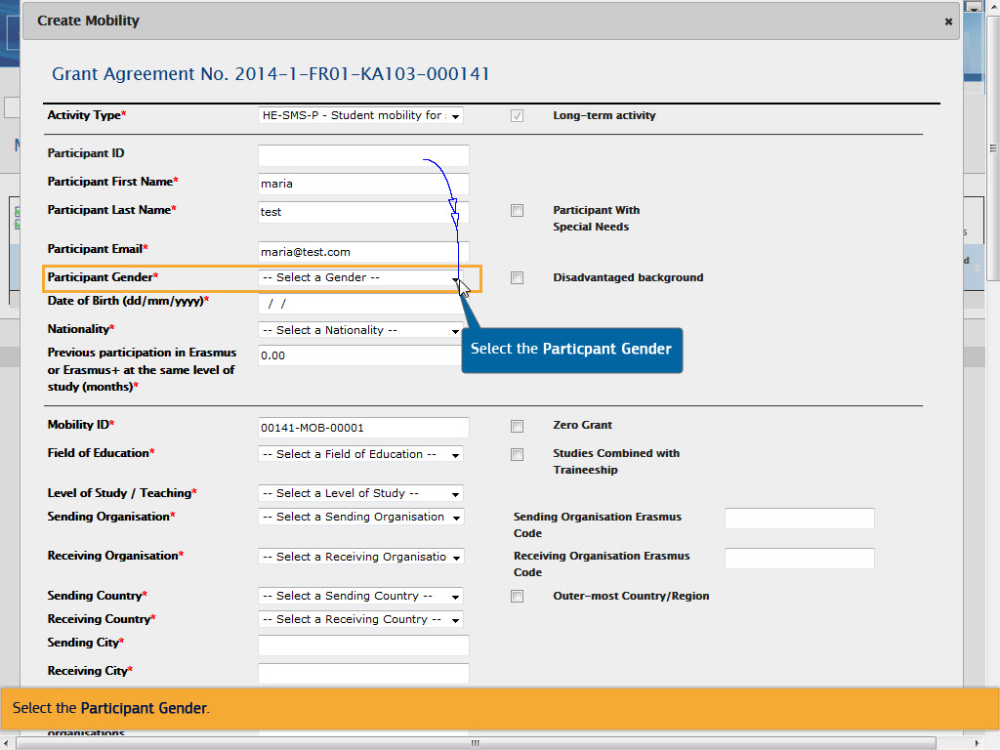 Create Mobility
Grant Agreement No. 2014-1-FR01-KA103-000141
Activity Type* HE-SMS-P - Student mobility for Long-term activity
Participant ID
Participant First Name* maria
Participant Last Name* test Participant With
Special Needs
Participant Email* maria@test.com
Participant Gender* -- Select a Gender -- Disadvantaged background
Date of Birth (dd/mm/yyyy)* / /
Nationality* -- Select a Nationality --
Select the Particpant Gender
Previous participation in Erasmus
or Erasmus+ at the same level of
study (months)*
0.00
Mobility ID* 00141-MOB-00001 Zero Grant
Field of Education* -- Select a Field of Education -- Studies Combined with
Traineeship
Level of Study / Teaching* -- Select a Level of Study --
Sending Organisation* -- Select a Sending Organisation Sending Organisation Erasmus
Code
Receiving Organisation* -- Select a Receiving Organisatio Receiving Organisation Erasmus
Code
Sending Country* -- Select a Sending Country -- Outer-most Country/Region
Receiving Country* -- Select a Receiving Country --
Sending City*
Receiving City*
Select the Participant Gender.
organisations